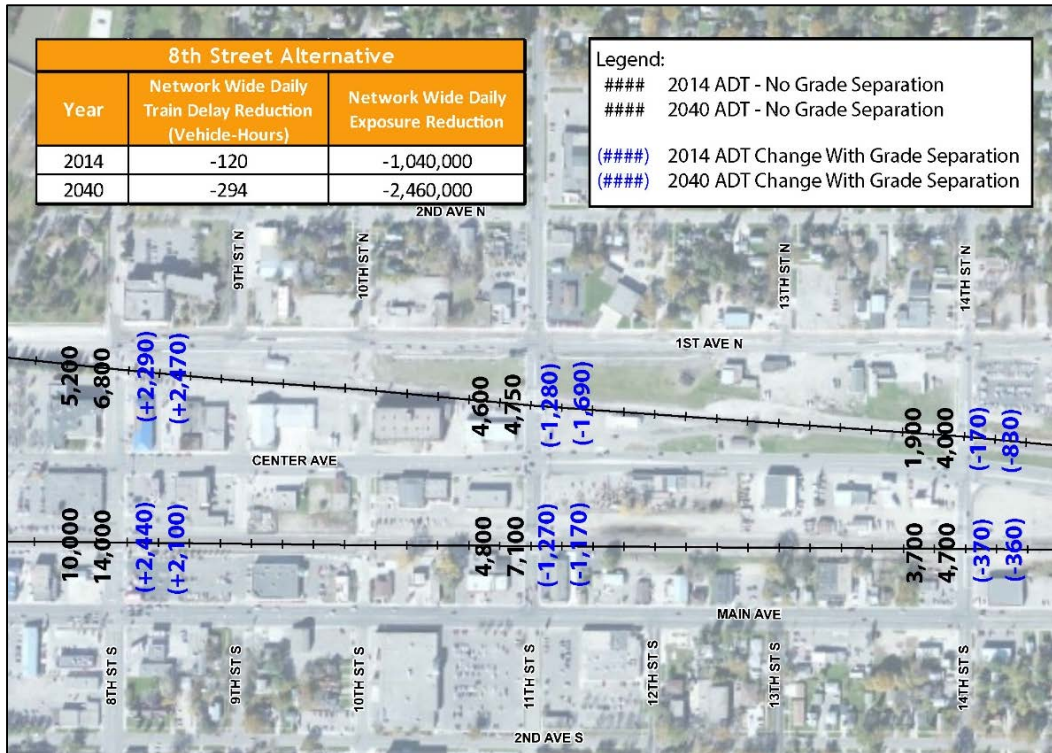 8th Street Alternative
Year
Network Wide Daily
Train Delay Reduction
(Vehicle-Hours)
Network Wide Daily
Exposure Reduction
2014 -120 -1,040,000
2040 -294 -2,460,000
Legend:
#### 2014 ADT - No Grade Separation
#### 2040 ADT - No Grade Separation
(####) 2014 ADT Change With Grade Separation
(####) 2040 ADT Change With Grade Separation
2ND AVE N
9TH ST N
10TH ST N
13TH ST N
14TH ST N
1ST AVE N
5,200
6,800
(+2,290)
(+2,470)
4,600
4,750
(-1,280)
(-1,690)
1,900
4,000
(-170)
(-830)
CENTER AVE
10,000
14,000
(+2,440)
(+2,100)
4,800
7,100
(-1,270)
(-1,170)
3,700
4,700
(-370)
(-360)
MAIN AVE
8TH ST S
9TH ST S
10TH ST S
11TH ST S
12TH ST S
13TH ST S
14TH ST S
2ND AVE S